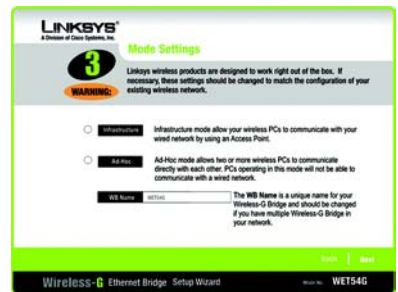 LINKSYS®
A Division of Cisco Systems, Inc.
3
WARNING:
Mode Settings
Linksys wireless products are designed to work right out of the box. If
necessary, these settings should be changed to match the configuration of your
existing wireless network.
Infrastructure
Infrastructure mode allow your wireless PCs to communicate with your
wired network by using an Access Point.
Ad-Hoc
Ad-Hoc mode allows two or more wireless PCs to communicate
directly with each other. PCs operating in this mode will not be able to
communicate with a wired network.
WB Name
WET54G
The WB Name is a unique name for your
Wireless-G Bridge and should be changed
if you have multiple Wireless-G Bridge in
your network.
Back
Next
Wireless-G Ethernet Bridge Setup Wizard
Model No. WET54G